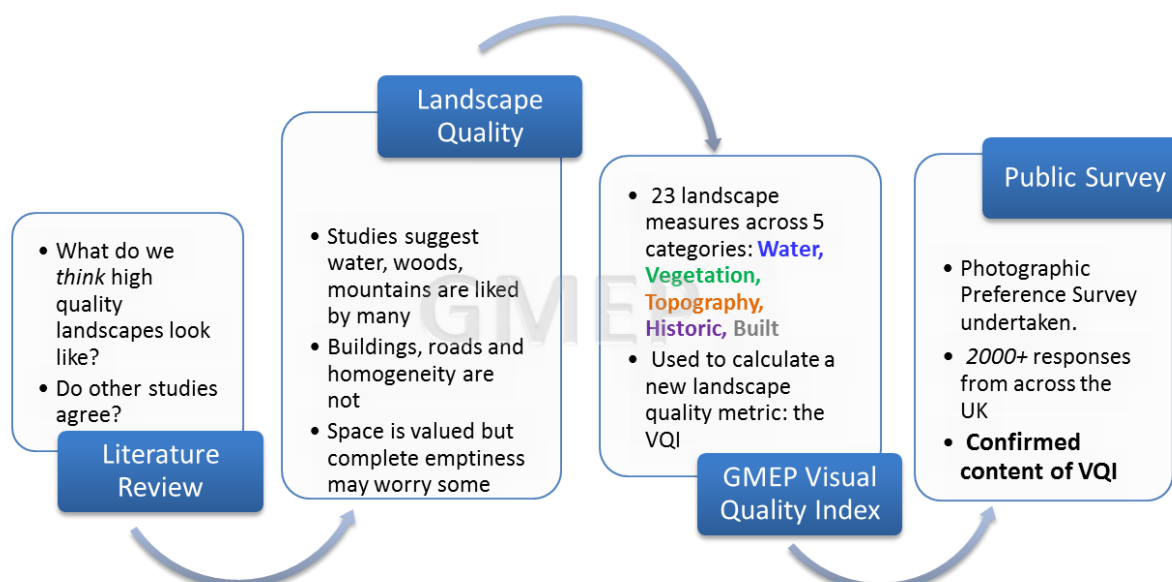 • What do we
think high
quality
landscapes look
like?
• Do other studies
agree?
Literature
Review
Landscape
Quality
• Studies suggest
water, woods,
mountains are liked
by many
• Buildings, roads and
homogeneity are
not
• Space is valued but
complete emptiness
may worry some
• 23 landscape
measures across 5
categories: Water,
Vegetation,
Topography,
Historic, Built
• Used to calculate a
new landscape
quality metric: the
VQI
GMEP Visual
Quality Index
Public Survey
• Photographic
Preference Survey
undertaken.
• 2000+ responses
from across the
UK
• Confirmed
content of VQI
GMEP